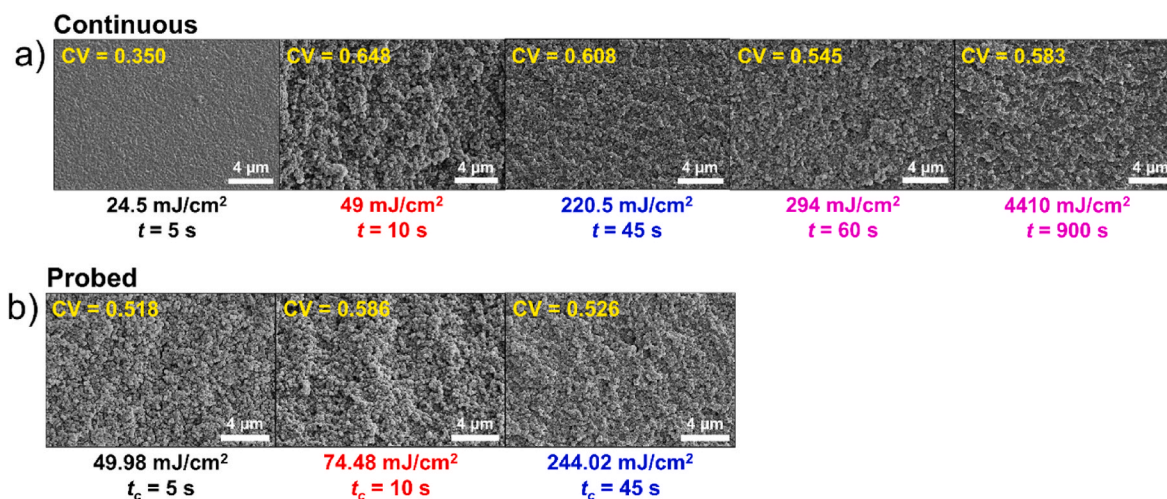 Continuous
a)
CV = 0.350
CV = 0.648
CV = 0.608
CV = 0.545
CV = 0.583
4 µm
4 µm
4 µm
4 µm
4 µm
24.5 mJ/cm²
t = 5 s
49 mJ/cm²
t = 10 s
220.5 mJ/cm²
t = 45 s
294 mJ/cm²
t = 60 s
4410 mJ/cm²
t = 900 s
Probed
b)
CV = 0.518
CV = 0.586
CV = 0.526
4 µm
4 µm
4 µm
49.98 mJ/cm²
tc = 5 s
74.48 mJ/cm²
tc = 10 s
244.02 mJ/cm²
tc = 45 s